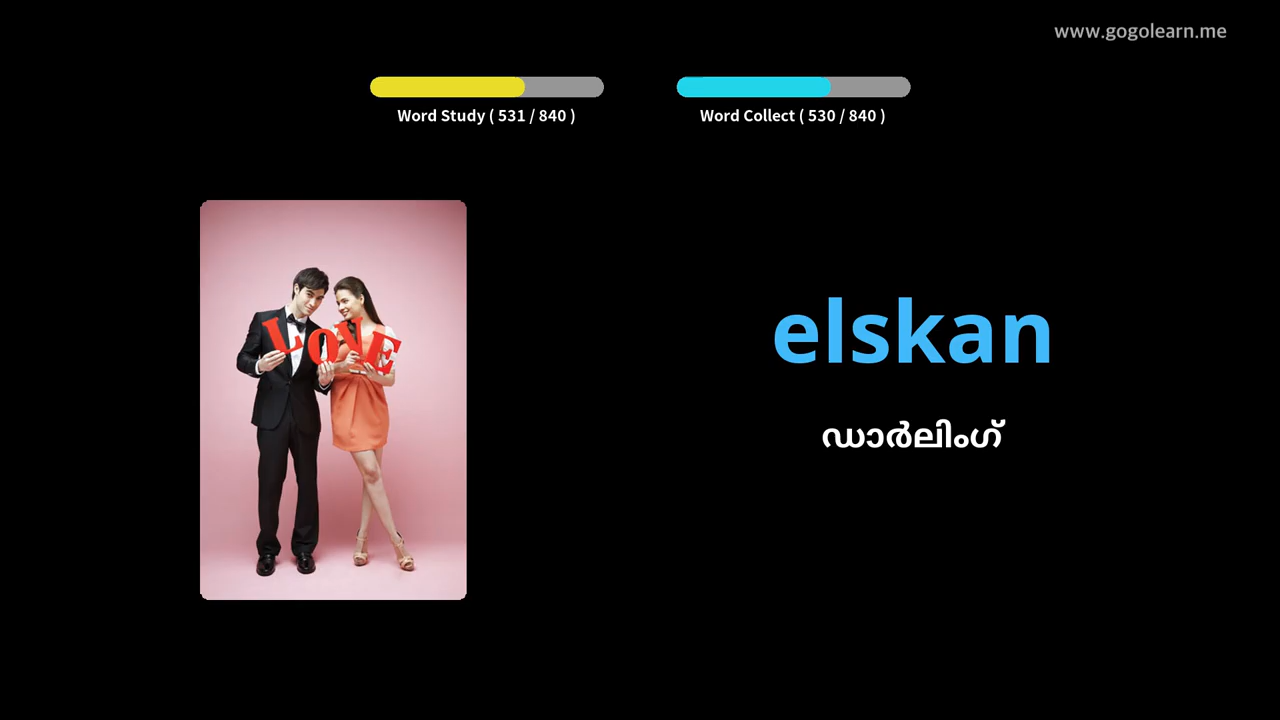 www.gogolearn.me
Word Study ( 531 / 840 )
Word Collect ( 530 / 840 )
LOVE
elskan
ഡാർലിംഗ്